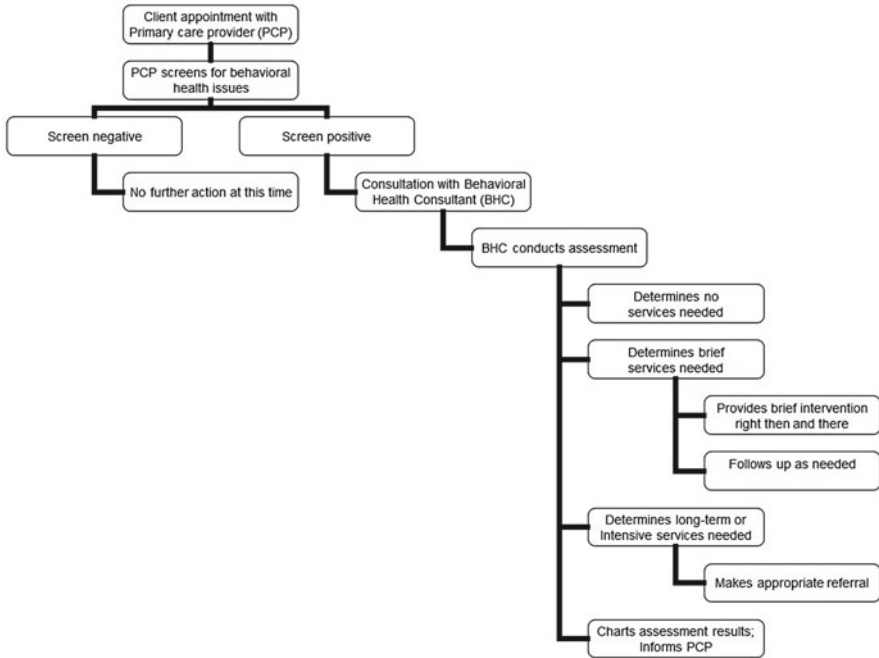 Client appointment with
Primary care provider (PCP)
PCP screens for behavioral
health issues
Screen negative
Screen positive
No further action at this time
Consultation with Behavioral
Health Consultant (BHC)
BHC conducts assessment
Determines no
services needed
Determines brief
services needed
Provides brief intervention
right then and there
Follows up as needed
Determines long-term or
Intensive services needed
Makes appropriate referral
Charts assessment results;
Informs PCP